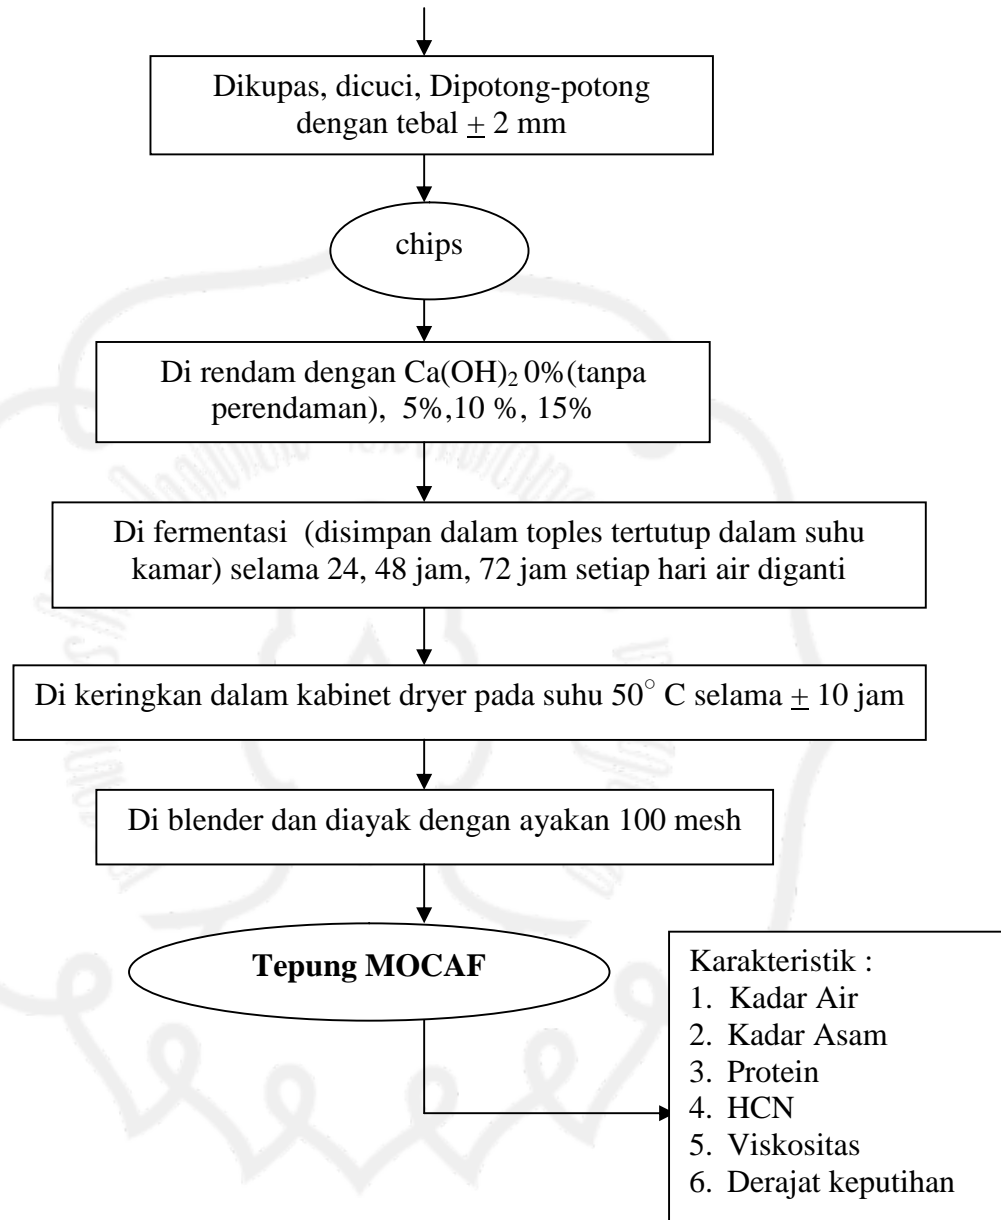 Dikupas, dicuci, Dipotong-potong
dengan tebal ± 2 mm
chips
Di rendam dengan Ca(OH)₂ 0%(tanpa
perendaman), 5%,10 %, 15%
Di fermentasi (disimpan dalam toples tertutup dalam suhu
kamar) selama 24, 48 jam, 72 jam setiap hari air diganti
Di keringkan dalam kabinet dryer pada suhu 50° C selama ± 10 jam
Di blender dan diayak dengan ayakan 100 mesh
Tepung MOCAF
Karakteristik :
1. Kadar Air
2. Kadar Asam
3. Protein
4. HCN
5. Viskositas
6. Derajat keputihan